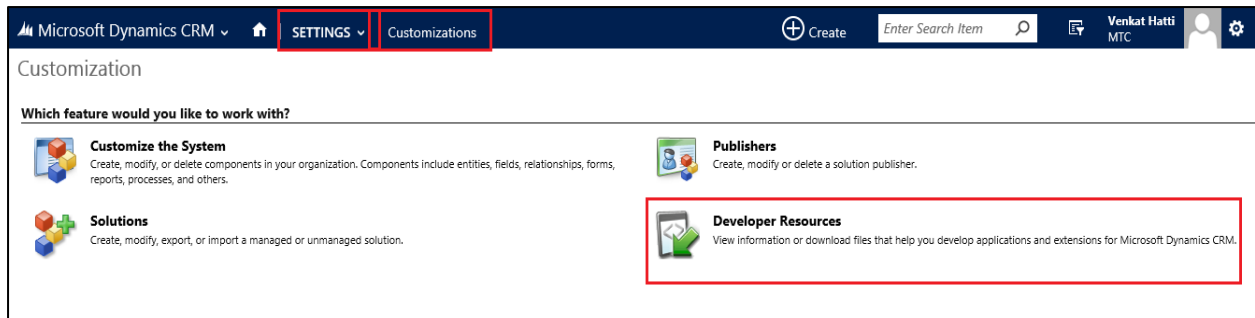 Microsoft Dynamics CRM SETTINGS Customizations Create Enter Search Item Venkat Hatti
MTC
Customization
Which feature would you like to work with?
Customize the System
Create, modify, or delete components in your organization. Components include entities, fields, relationships, forms,
reports, processes, and others.
Publishers
Create, modify or delete a solution publisher.
Solutions
Create, modify, export, or import a managed or unmanaged solution.
Developer Resources
View information or download files that help you develop applications and extensions for Microsoft Dynamics CRM.